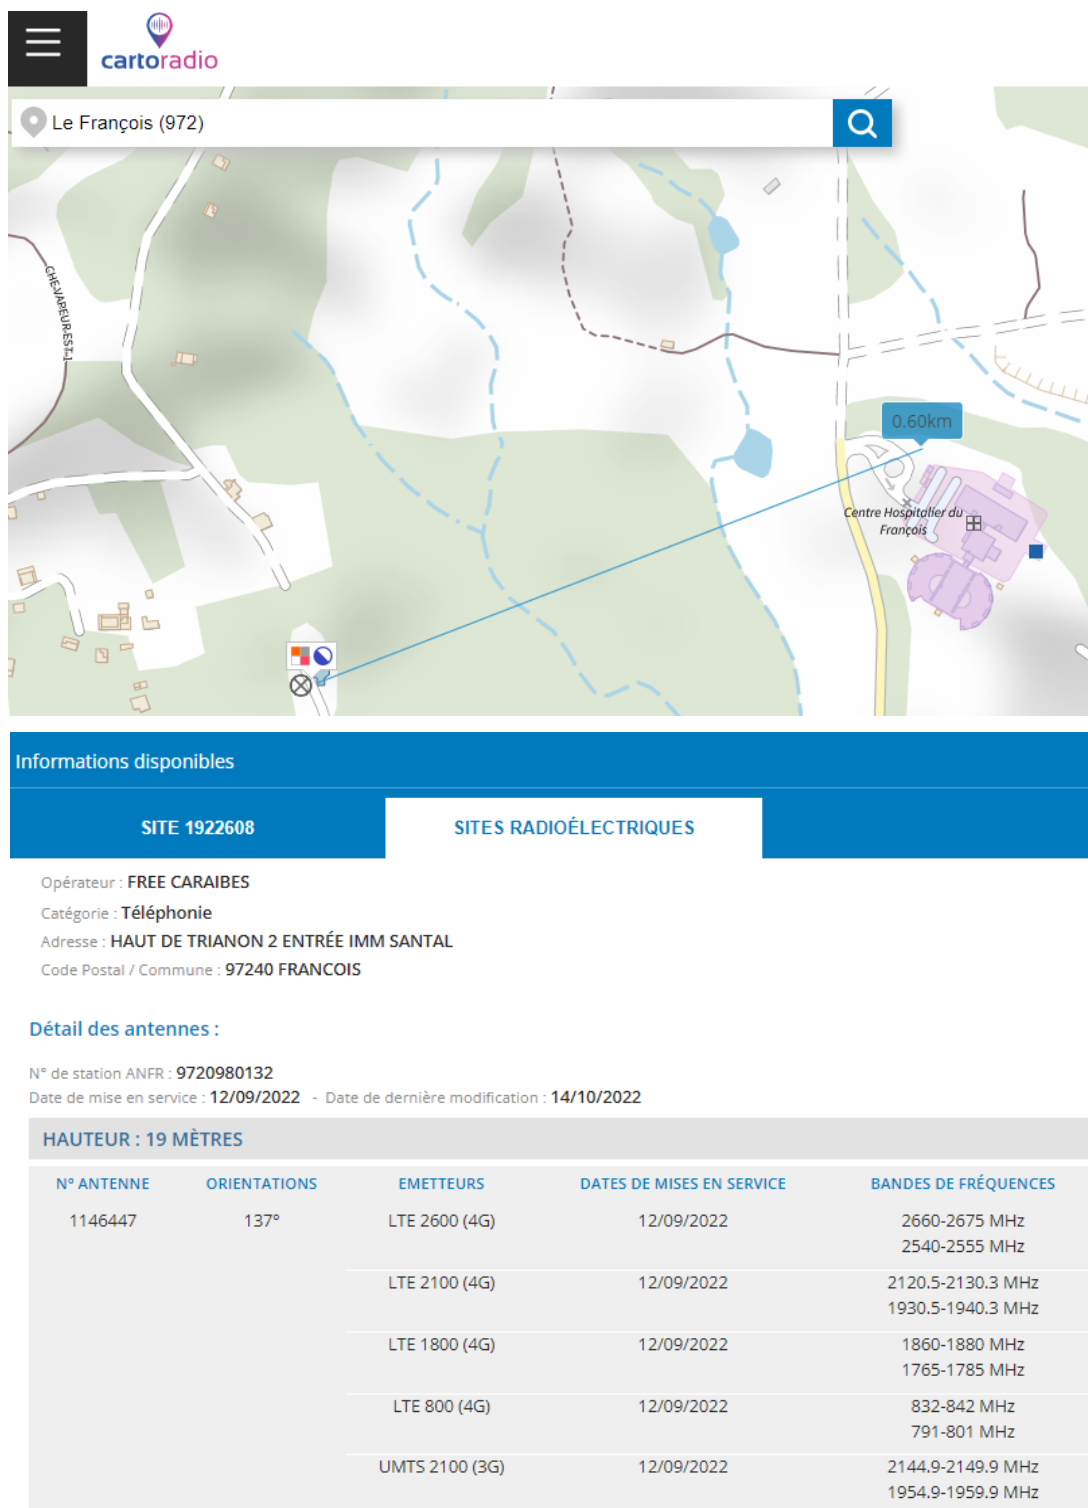 cartoradio
Le François (972)
CHE-VAPEUR-EST-1
0.60km
Centre Hospitalier du
François
Informations disponibles
SITE 1922608
SITES RADIOÉLECTRIQUES
Opérateur : FREE CARAIBES
Catégorie : Téléphonie
Adresse : HAUT DE TRIANON 2 ENTRÉE IMM SANTAL
Code Postal / Commune : 97240 FRANCOIS
Détail des antennes :
N° de station ANFR : 9720980132
Date de mise en service : 12/09/2022 - Date de dernière modification : 14/10/2022
HAUTEUR : 19 MÈTRES
N° ANTENNE ORIENTATIONS EMETTEURS DATES DE MISES EN SERVICE BANDES DE FRÉQUENCES
1146447 137° LTE 2600 (4G) 12/09/2022 2660-2675 MHz
2540-2555 MHz
LTE 2100 (4G) 12/09/2022 2120.5-2130.3 MHz
1930.5-1940.3 MHz
LTE 1800 (4G) 12/09/2022 1860-1880 MHz
1765-1785 MHz
LTE 800 (4G) 12/09/2022 832-842 MHz
791-801 MHz
UMTS 2100 (3G) 12/09/2022 2144.9-2149.9 MHz
1954.9-1959.9 MHz